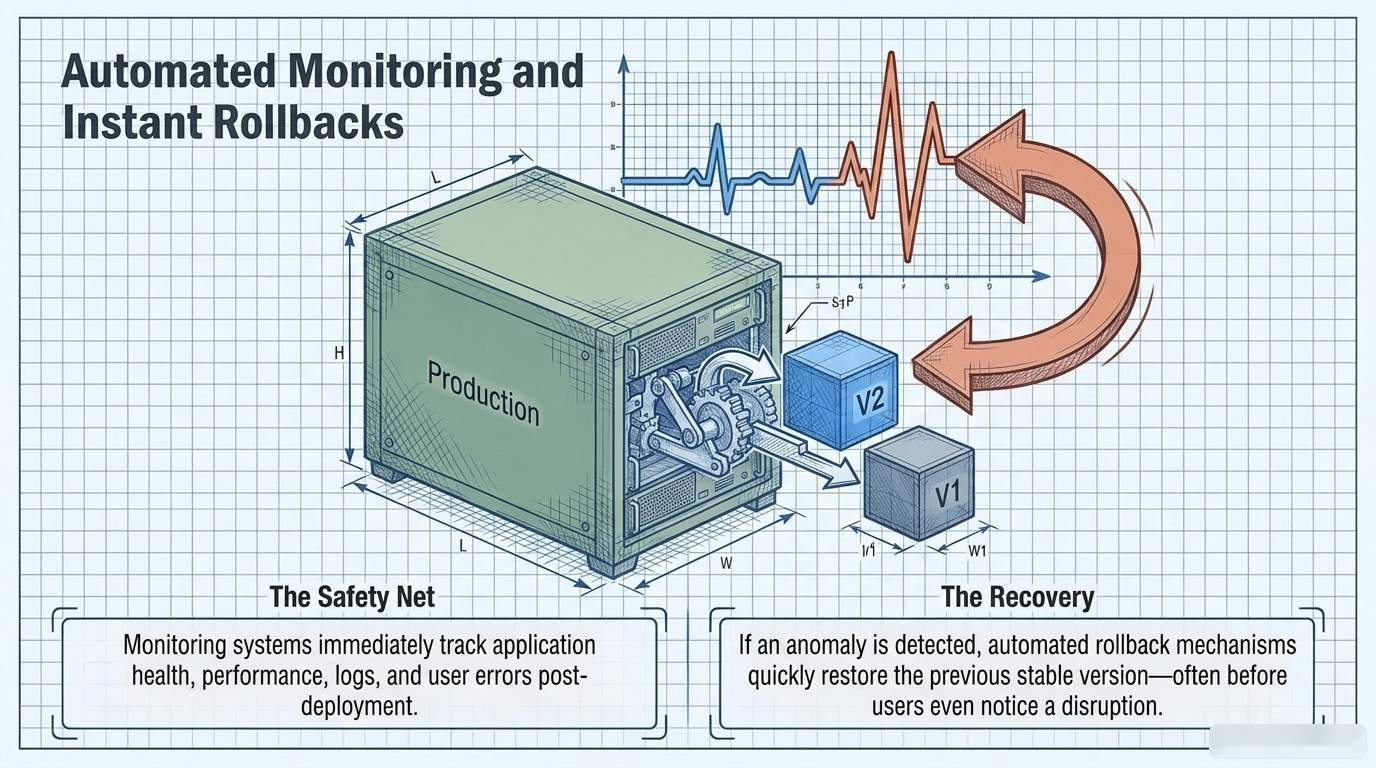 Automated Monitoring and
Instant Rollbacks
L
H
Production
L
W
V2
V1
W1
The Safety Net
Monitoring systems immediately track application
health, performance, logs, and user errors post-
deployment.
The Recovery
If an anomaly is detected, automated rollback mechanisms
quickly restore the previous stable version—often before
users even notice a disruption.